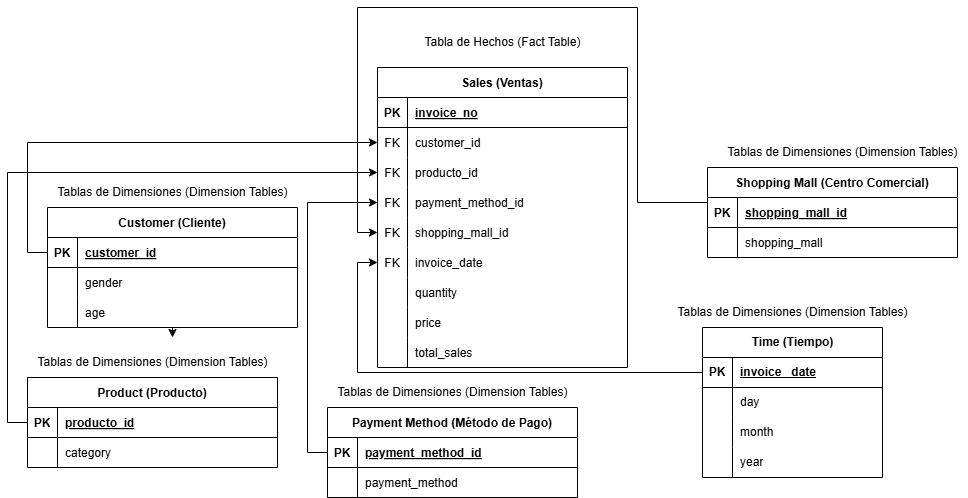 Tabla de Hechos (Fact Table)
Sales (Ventas)
PK invoice_no
FK customer_id
FK producto_id
FK payment_method_id
FK shopping_mall_id
FK invoice_date
quantity
price
total_sales
Tablas de Dimensiones (Dimension Tables)
Shopping Mall (Centro Comercial)
PK shopping_mall_id
shopping_mall
Tablas de Dimensiones (Dimension Tables)
Customer (Cliente)
PK customer_id
gender
age
Tablas de Dimensiones (Dimension Tables)
Time (Tiempo)
PK invoice_ date
day
month
year
Tablas de Dimensiones (Dimension Tables)
Product (Producto)
PK producto_id
category
Tablas de Dimensiones (Dimension Tables)
Payment Method (Método de Pago)
PK payment_method_id
payment_method